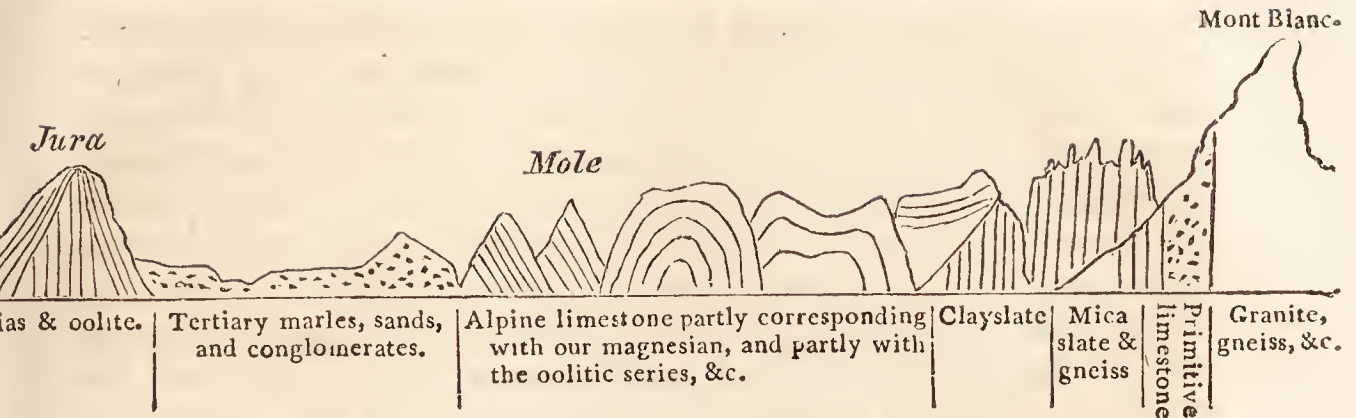 Mont Blanc.
Jura
Mole
ias & oolite.
Tertiary marles, sands,
and conglomerates.
Alpine limestone partly corresponding
with our magnesian, and partly with
the oolitic series, &c.
Clayslate
Mica
slate &
gneiss
Primitive
limestone
Granite,
gneiss, &c.